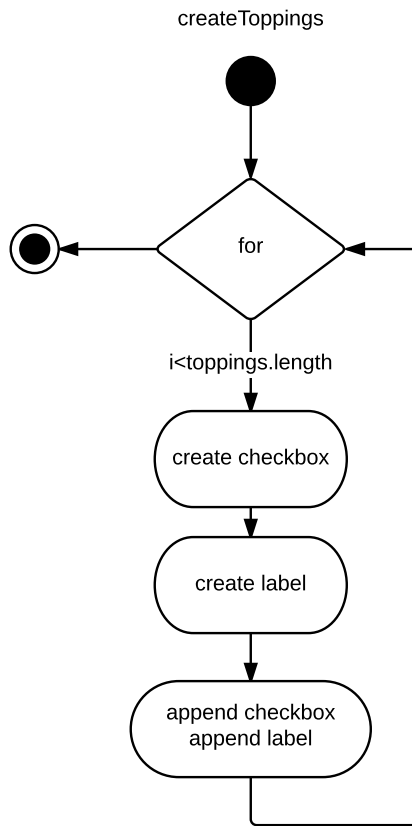 createToppings
for
i<toppings.length
create checkbox
create label
append checkbox
append label